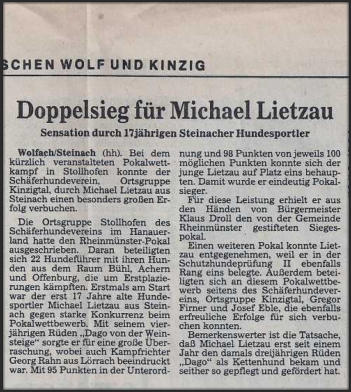 SCHEN WOLF UND KINZIG
Doppelsieg für Michael Lietzau
Sensation durch 17jährigen Steinacher Hundesportler
Wolfach/Steinach (hh). Bei dem
kürzlich veranstalteten Pokalwett-
kampf in Stollhofen konnte der
Schäferhundverein, Ortsgruppe
Kinzigtal, durch Michael Lietzau aus
Steinach einen besonders großen Er-
folg verbuchen.
Die Ortsgruppe Stollhofen des
Schäferhundevereins im Hanauer-
land hatte den Rheinmünster-Pokal
ausgeschrieben. Daran beteiligten
sich 22 Hundeführer mit ihren Hun-
den aus dem Raum Bühl, Achern
und Offenburg, die um Erstplazie-
rungen kämpften. Erstmals am Start
war der erst 17 Jahre alte Hunde-
sportler Michael Lietzau aus Stein-
ach gegen starke Konkurrenz beim
Pokalwettbewerb. Mit seinem vier-
jährigen Rüden „Dago von der Wein-
steige" sorgte er für eine große Über-
raschung, wobei auch Kampfrichter
Georg Rahn aus Lörrach beeindruckt
war. Mit 95 Punkten in der Unterord-
nung und 98 Punkten von jeweils 100
möglichen Punkten konnte sich der
junge Lietzau auf Platz eins behaup-
ten. Damit wurde er eindeutig Pokal-
sieger.
Für diese Leistung erhielt er aus
den Händen von Bürgermeister
Klaus Droll den von der Gemeinde
Rheinmünster gestifteten Sieges-
pokal.
Einen weiteren Pokal konnte Liet-
zau entgegennehmen, weil er in der
Schutzhundeprüfung II ebenfalls
Rang eins belegte. Außerdem betei-
ligten sich an diesem Pokalwettbe-
werb seitens des Schäferhundever-
eins, Ortsgruppe Kinzigtal, Gregor
Firner und Josef Eble, die ebenfalls
erfreuliche Erfolge für sich verbu-
chen konnten.
Bemerkenswert ist die Tatsache,
daß Michael Lietzau erst seit einem
Jahr den damals dreijährigen Rüden
„Dago" als Kettenhund bekam und
seither so gepflegt und gefördert hat.